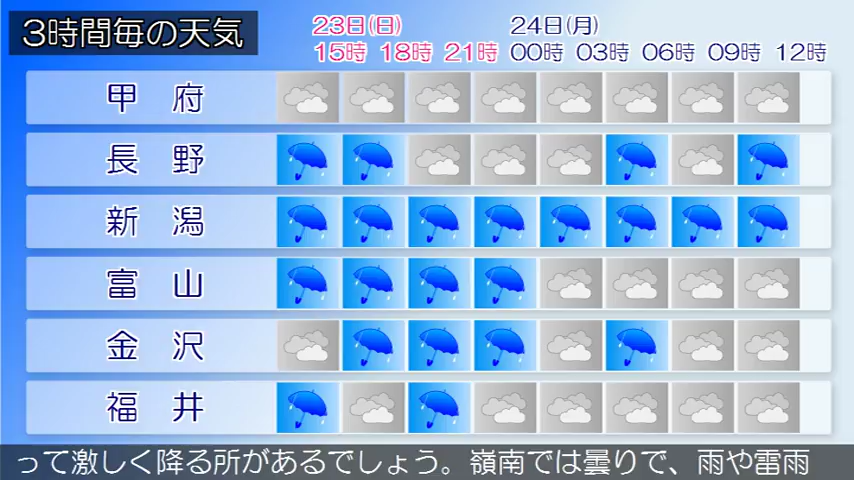 3時間毎の天気
23日(日) 24日(月)
15時 18時 21時 00時 03時 06時 09時 12時
甲府
長野
新潟
富山
金沢
福井
って激しく降る所があるでしょう。嶺南では曇りで、雨や雷雨